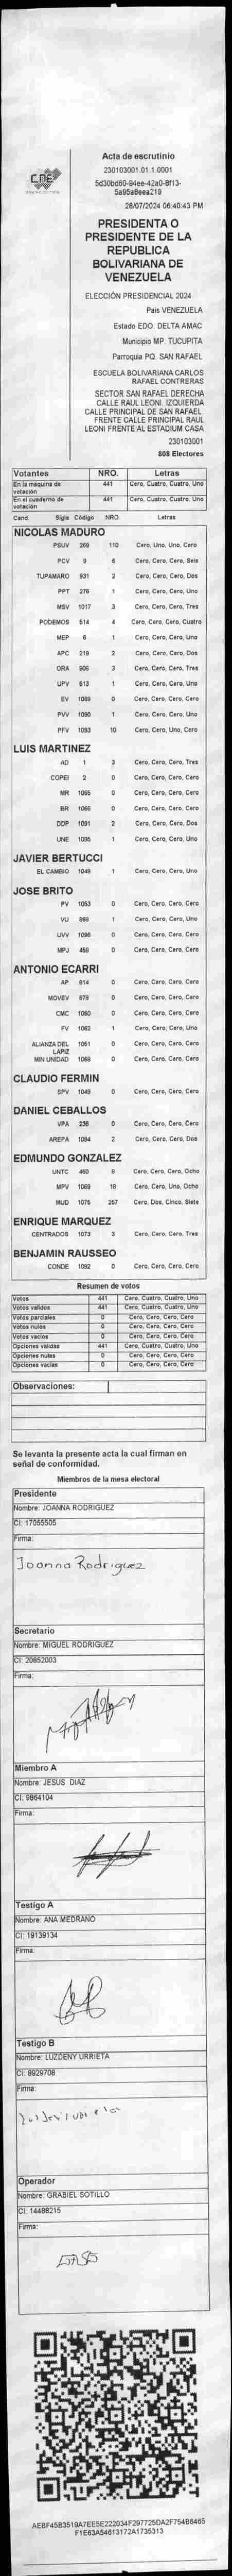 CNE
Acta de escrutinio
230103001.01.1.0001
5d30bd60-94ee-42a0-8f13-
5a95a8eea219
28/07/2024 06:40:43 PM
PRESIDENTA O
PRESIDENTE DE LA
REPUBLICA
BOLIVARIANA DE
VENEZUELA
ELECCIÓN PRESIDENCIAL 2024
Pais VENEZUELA
Estado EDO. DELTA AMAC
Municipio MP. TUCUPITA
Parroquia PQ. SAN RAFAEL
ESCUELA BOLIVARIANA CARLOS
RAFAEL CONTRERAS
SECTOR SAN RAFAEL DERECHA
CALLE RAUL LEONI. IZQUIERDA
CALLE PRINCIPAL DE SAN RAFAEL.
FRENTE CALLE PRINCIPAL RAUL
LEONI FRENTE AL ESTADIUM CASA
230103001
808 Electores
Votantes NRO. Letras
En la máquina de votación 441 Cero, Cuatro, Cuatro, Uno
En el cuaderno de votación 441 Cero, Cuatro, Cuatro, Uno
Cand Sigla Código NRO. Letras
NICOLAS MADURO
PSUV 269 110 Cero, Uno, Uno, Cero
PCV 9 6 Cero, Cero, Cero, Seis
TUPAMARO 931 2 Cero, Cero, Cero, Dos
PPT 278 1 Cero, Cero, Cero, Uno
MSV 1017 3 Cero, Cero, Cero, Tres
PODEMOS 514 4 Cero, Cero, Cero, Cuatro
MEP 6 1 Cero, Cero, Cero, Uno
APC 219 2 Cero, Cero, Cero, Dos
ORA 906 3 Cero, Cero, Cero, Tres
UPV 513 1 Cero, Cero, Cero, Uno
EV 1089 0 Cero, Cero, Cero, Cero
PVV 1090 1 Cero, Cero, Cero, Uno
PFV 1093 10 Cero, Cero, Uno, Cero
LUIS MARTINEZ
AD 1 3 Cero, Cero, Cero, Tres
COPEI 2 0 Cero, Cero, Cero, Cero
MR 1065 0 Cero, Cero, Cero, Cero
BR 1066 0 Cero, Cero, Cero, Cero
DDP 1091 2 Cero, Cero, Cero, Dos
UNE 1095 1 Cero, Cero, Cero, Uno
JAVIER BERTUCCI
EL CAMBIO 1048 1 Cero, Cero, Cero, Uno
JOSE BRITO
PV 1053 0 Cero, Cero, Cero, Cero
VU 868 1 Cero, Cero, Cero, Uno
UVV 1096 0 Cero, Cero, Cero, Cero
MPJ 456 0 Cero, Cero, Cero, Cero
ANTONIO ECARRI
AP 614 0 Cero, Cero, Cero, Cero
MOVEV 878 0 Cero, Cero, Cero, Cero
CMC 1050 0 Cero, Cero, Cero, Cero
FV 1062 1 Cero, Cero, Cero, Uno
ALIANZA DEL LAPIZ 1061 0 Cero, Cero, Cero, Cero
MIN UNIDAD 1068 0 Cero, Cero, Cero, Cero
CLAUDIO FERMIN
SPV 1049 0 Cero, Cero, Cero, Cero
DANIEL CEBALLOS
VPA 236 0 Cero, Cero, Cero, Cero
AREPA 1094 2 Cero, Cero, Cero, Dos
EDMUNDO GONZALEZ
UNTC 460 8 Cero, Cero, Cero, Ocho
MPV 1069 18 Cero, Cero, Uno, Ocho
MUD 1075 257 Cero, Dos, Cinco, Siete
ENRIQUE MARQUEZ
CENTRADOS 1073 3 Cero, Cero, Cero, Tres
BENJAMIN RAUSSEO
CONDE 1092 0 Cero, Cero, Cero, Cero
Resumen de votos
Votos 441 Cero, Cuatro, Cuatro, Uno
Votos validos 441 Cero, Cuatro, Cuatro, Uno
Votos parciales 0 Cero, Cero, Cero, Cero
Votos nulos 0 Cero, Cero, Cero, Cero
Votos vacios 0 Cero, Cero, Cero, Cero
Opciones validas 441 Cero, Cuatro, Cuatro, Uno
Opciones nulas 0 Cero, Cero, Cero, Cero
Opciones vacias 0 Cero, Cero, Cero, Cero
Observaciones:
Se levanta la presente acta la cual firman en
señal de conformidad.
Miembros de la mesa electoral
Presidente
Nombre: JOANNA RODRIGUEZ
CI: 17055505
Firma:
Joanna Rodriguez
Secretario
Nombre: MIGUEL RODRIGUEZ
CI: 20852003
Firma:
Miembro A
Nombre: JESUS DIAZ
CI: 9864104
Firma:
Testigo A
Nombre: ANA MEDRANO
CI: 19139134
Firma:
Testigo B
Nombre: LUZDENY URRIETA
CI: 8929708
Firma:
Operador
Nombre: GRABIEL SOTILLO
CI: 14488215
Firma:
AEBF45B3519A7EE5E222034F297725DA2F754B6465
F1E63A54613172A1735313